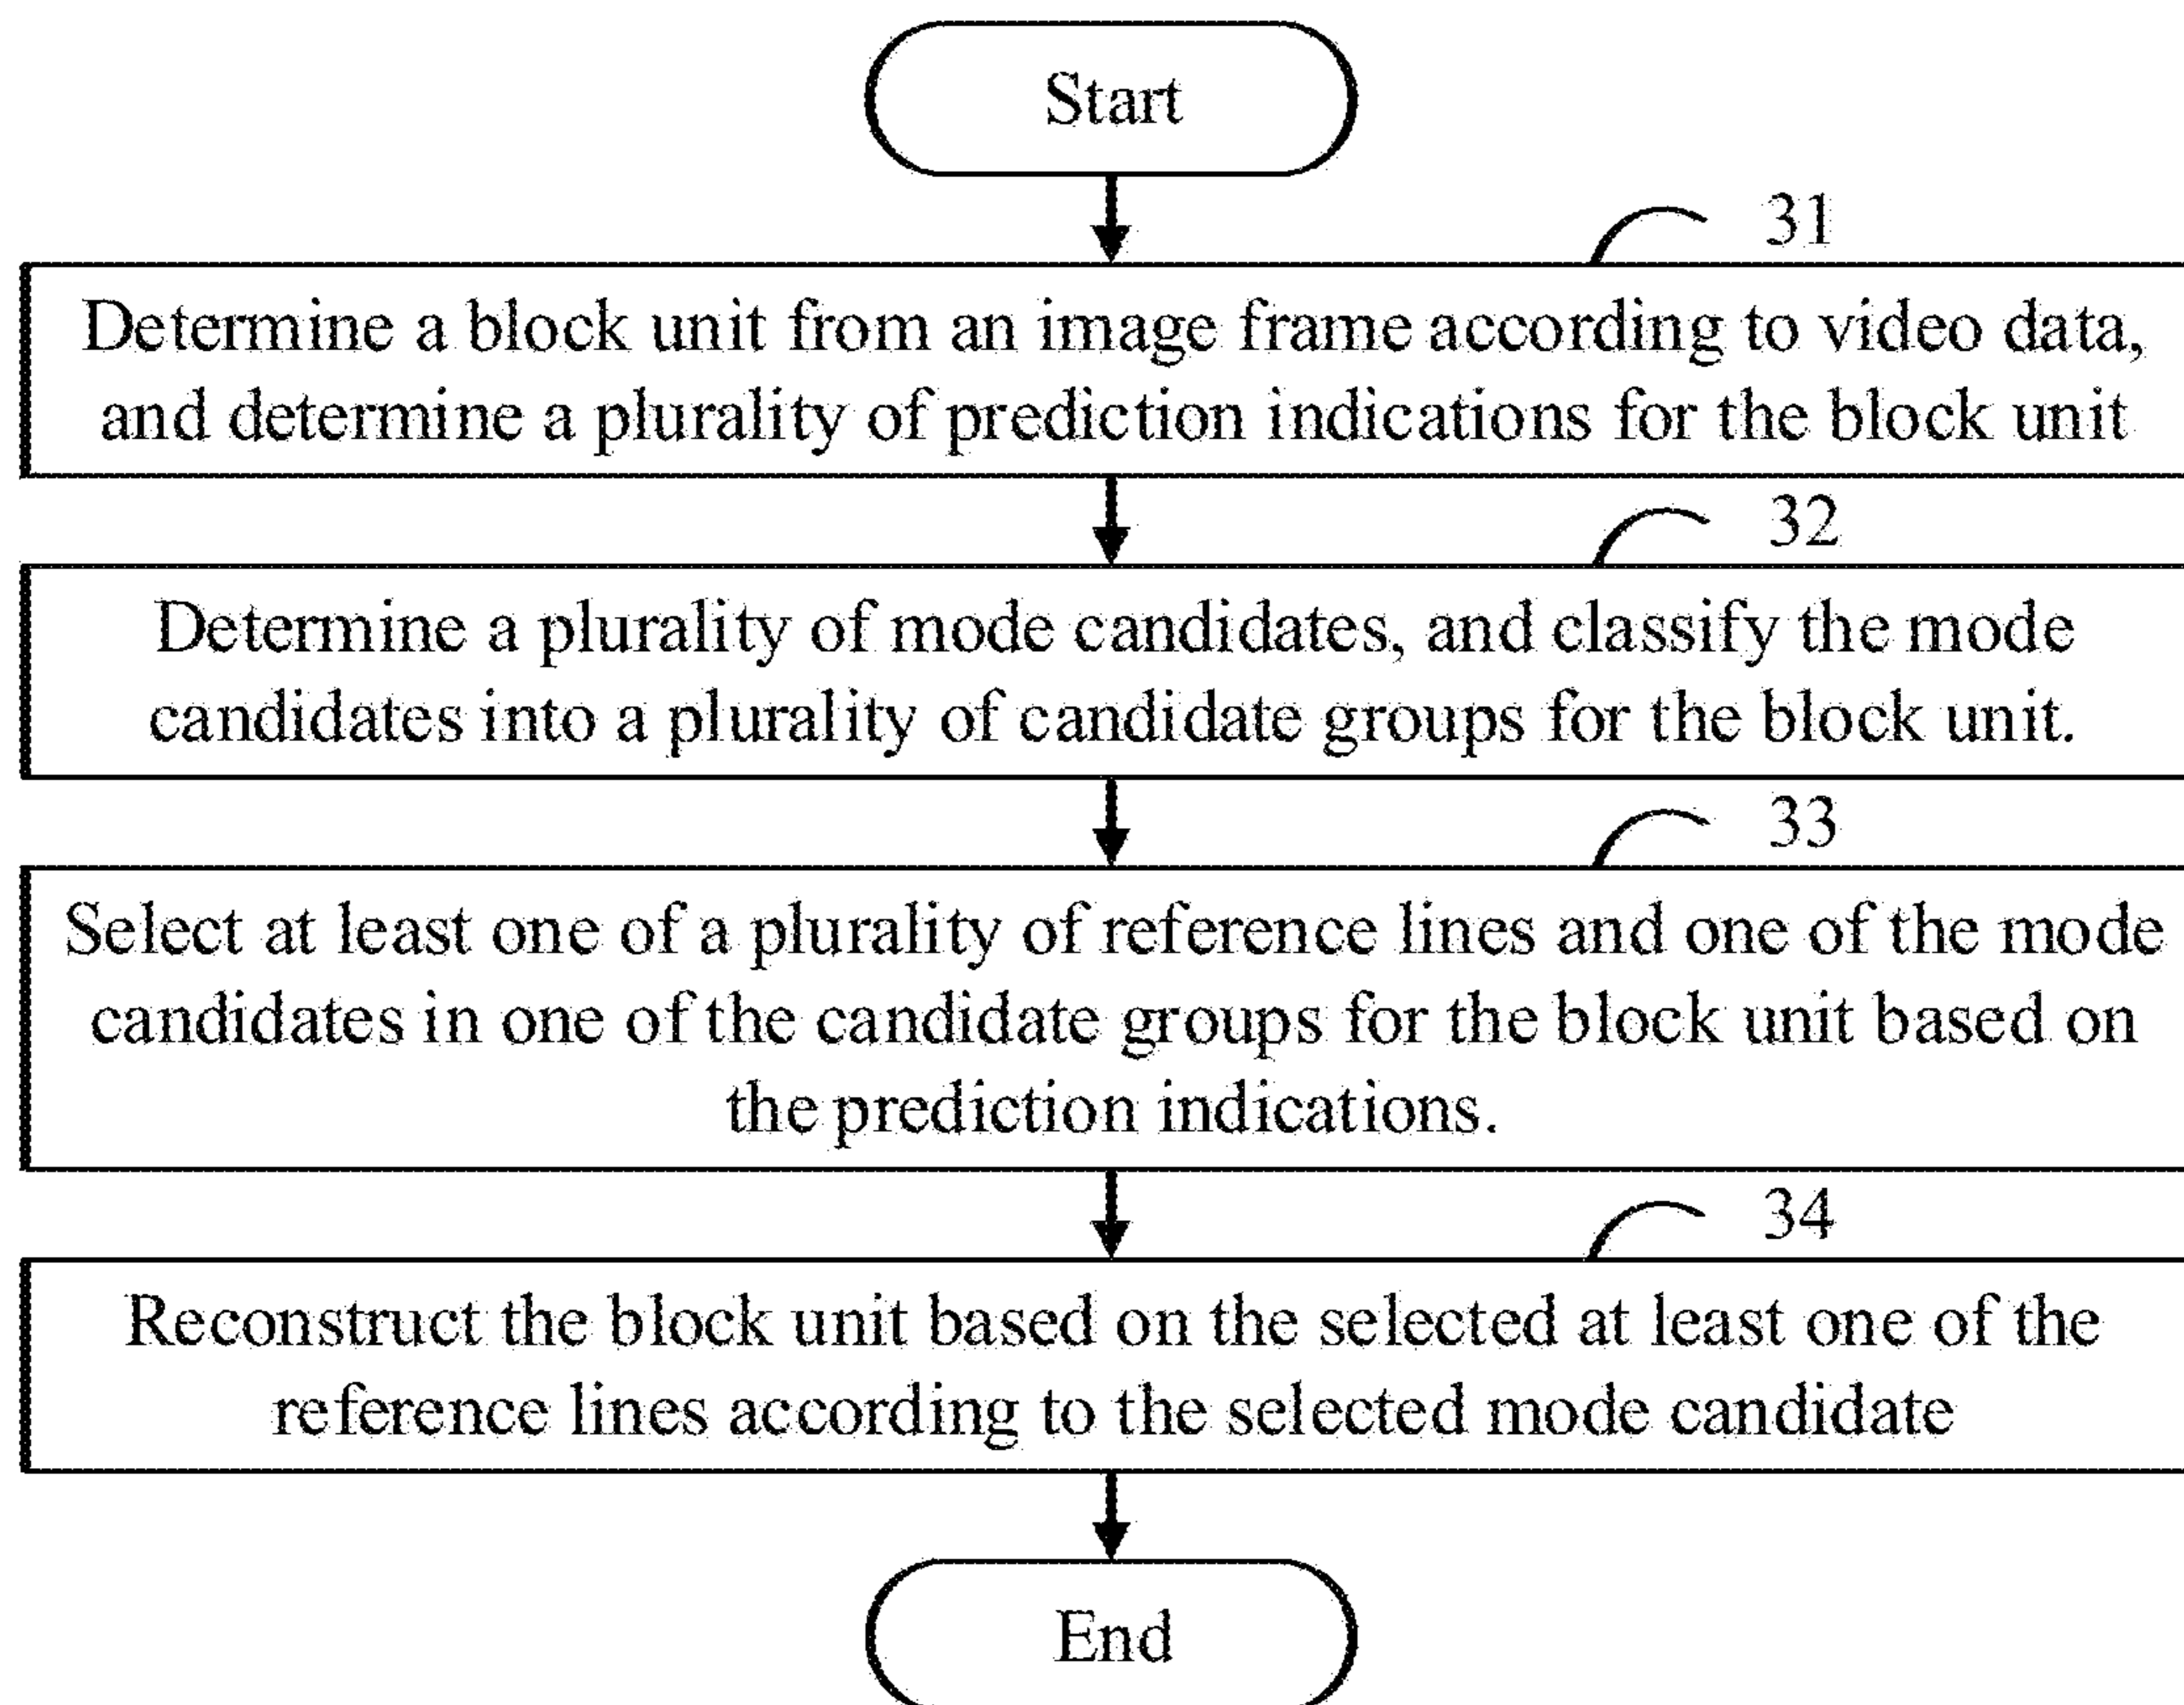 Start
31
Determine a block unit from an image frame according to video data,
and determine a plurality of prediction indications for the block unit
32
Determine a plurality of mode candidates, and classify the mode
candidates into a plurality of candidate groups for the block unit.
33
Select at least one of a plurality of reference lines and one of the mode
candidates in one of the candidate groups for the block unit based on
the prediction indications.
34
Reconstruct the block unit based on the selected at least one of the
reference lines according to the selected mode candidate
End